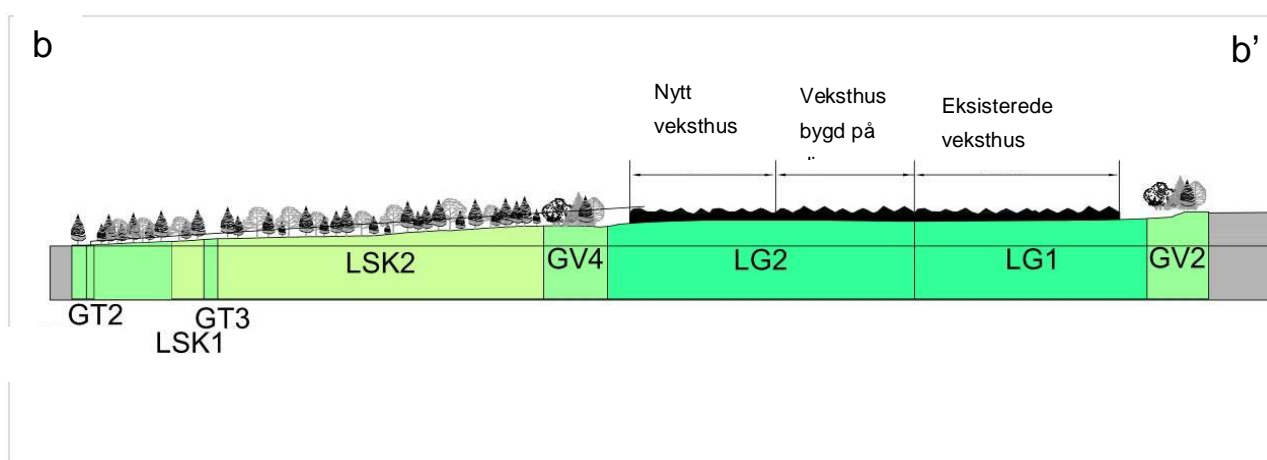 b
b’
Nytt
veksthus
Veksthus
bygd på
Eksisterede
veksthus
LSK2
GV4
LG2
LG1
GV2
GT2
GT3
LSK1